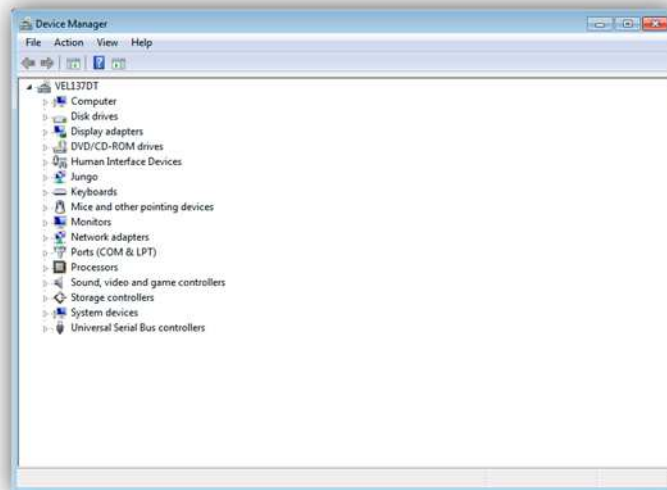 Device Manager
File Action View Help
VEL137DT
Computer
Disk drives
Display adapters
DVD/CD-ROM drives
Human Interface Devices
Jungo
Keyboards
Mice and other pointing devices
Monitors
Network adapters
Ports (COM & LPT)
Processors
Sound, video and game controllers
Storage controllers
System devices
Universal Serial Bus controllers